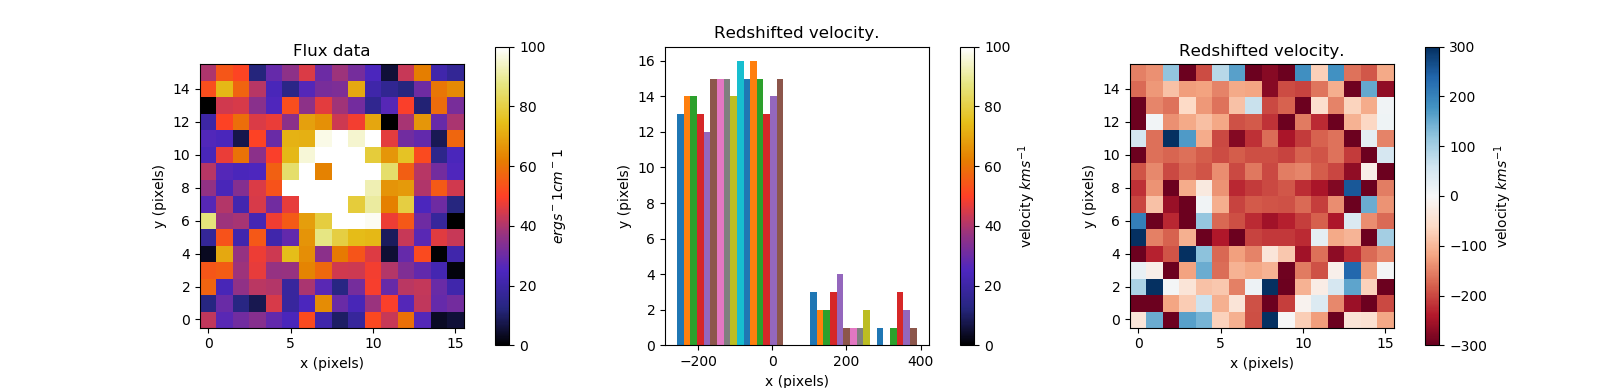 Flux data
14
12
10
8
6
4
2
0
y (pixels)
0 5 10 15
x (pixels)
100
80
60
40
20
0
ergs⁻1cm⁻1
Redshifted velocity.
16
14
12
10
8
6
4
2
0
y (pixels)
−200 0 200 400
x (pixels)
100
80
60
40
20
0
velocity kms⁻¹
Redshifted velocity.
14
12
10
8
6
4
2
0
y (pixels)
0 5 10 15
x (pixels)
300
200
100
0
−100
−200
−300
velocity kms⁻¹